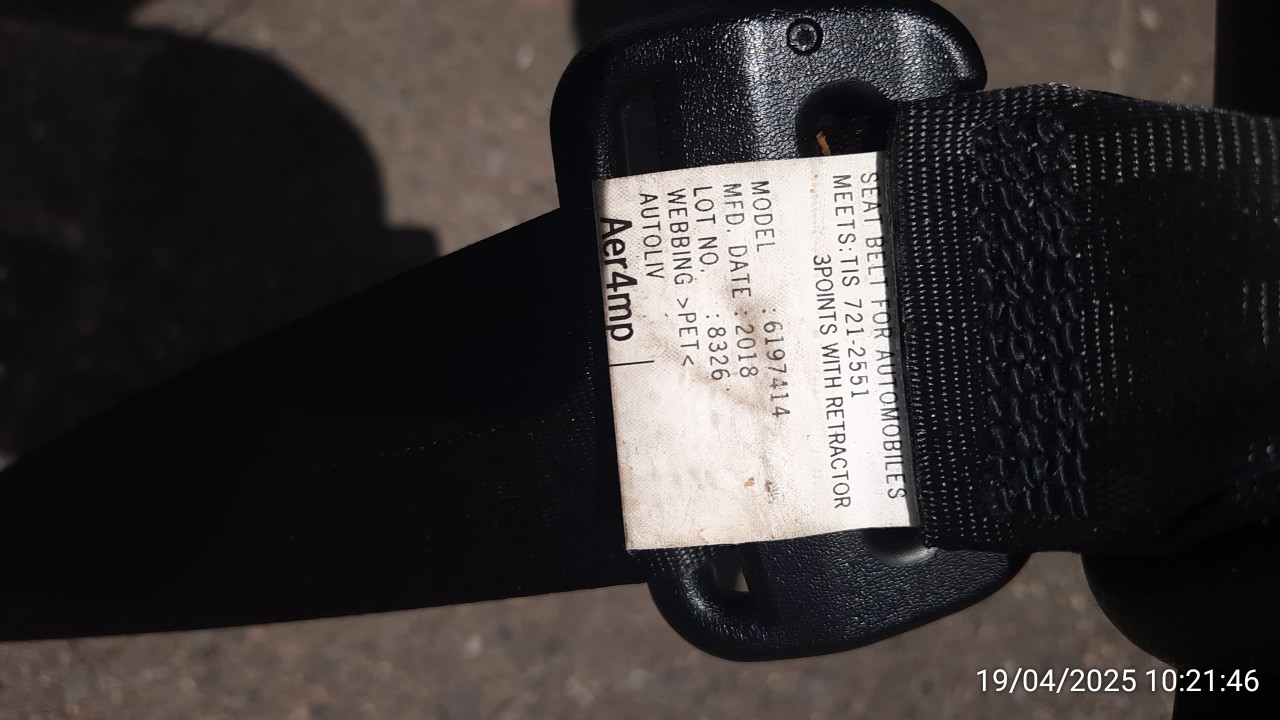 SEAT BELT FOR AUTOMOBILES
MEETS:TIS 721-2551
3POINTS WITH RETRACTOR
MODEL :6197414
MFD. DATE :2018
LOT NO. :8326
WEBBING >PET<
AUTOLIV
Aer4mp
19/04/2025 10:21:46